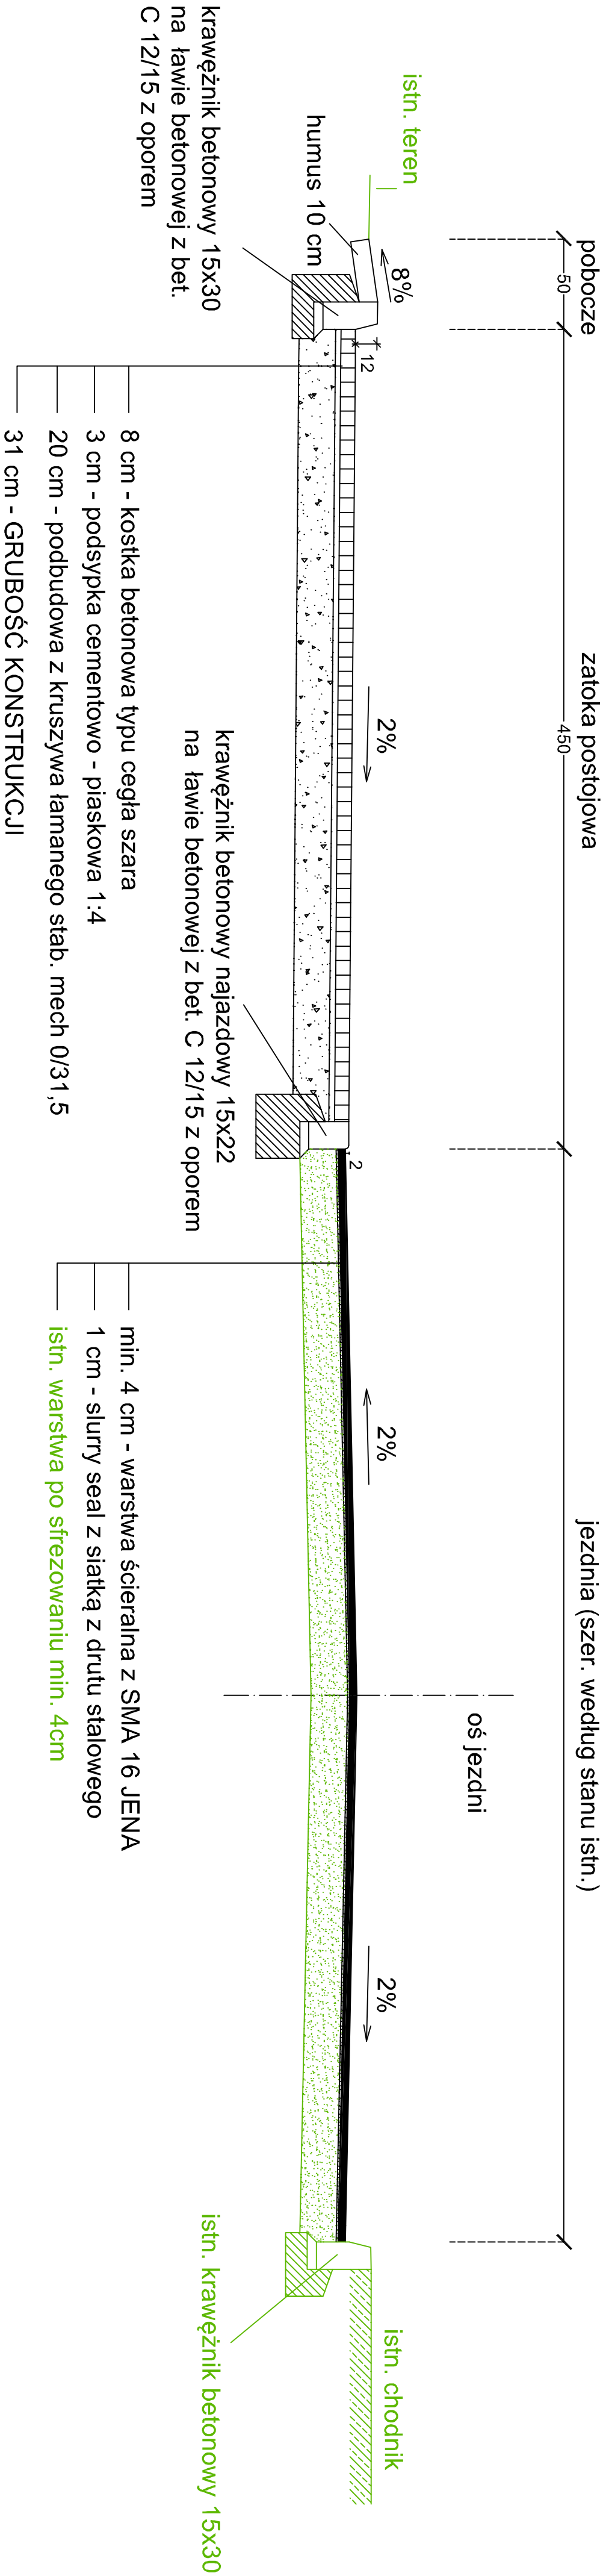 pobocze
zatoka postojowa
jezdnia (szer. według stanu istn.)
50
450
istn. teren
8%
12
2%
2
2%
oś jezdni
2%
istn. chodnik
humus 10 cm
krawężnik betonowy 15x30
na ławie betonowej z bet.
C 12/15 z oporem
krawężnik betonowy najazdowy 15x22
na ławie betonowej z bet. C 12/15 z oporem
istn. krawężnik betonowy 15x30
8 cm - kostka betonowa typu cegła szara
3 cm - podsypka cementowo - piaskowa 1:4
20 cm - podbudowa z kruszywa łamanego stab. mech 0/31,5
31 cm - GRUBOŚĆ KONSTRUKCJI
min. 4 cm - warstwa ścieralna z SMA 16 JENA
1 cm - slurry seal z siatką z drutu stalowego
istn. warstwa po sfrezowaniu min. 4cm